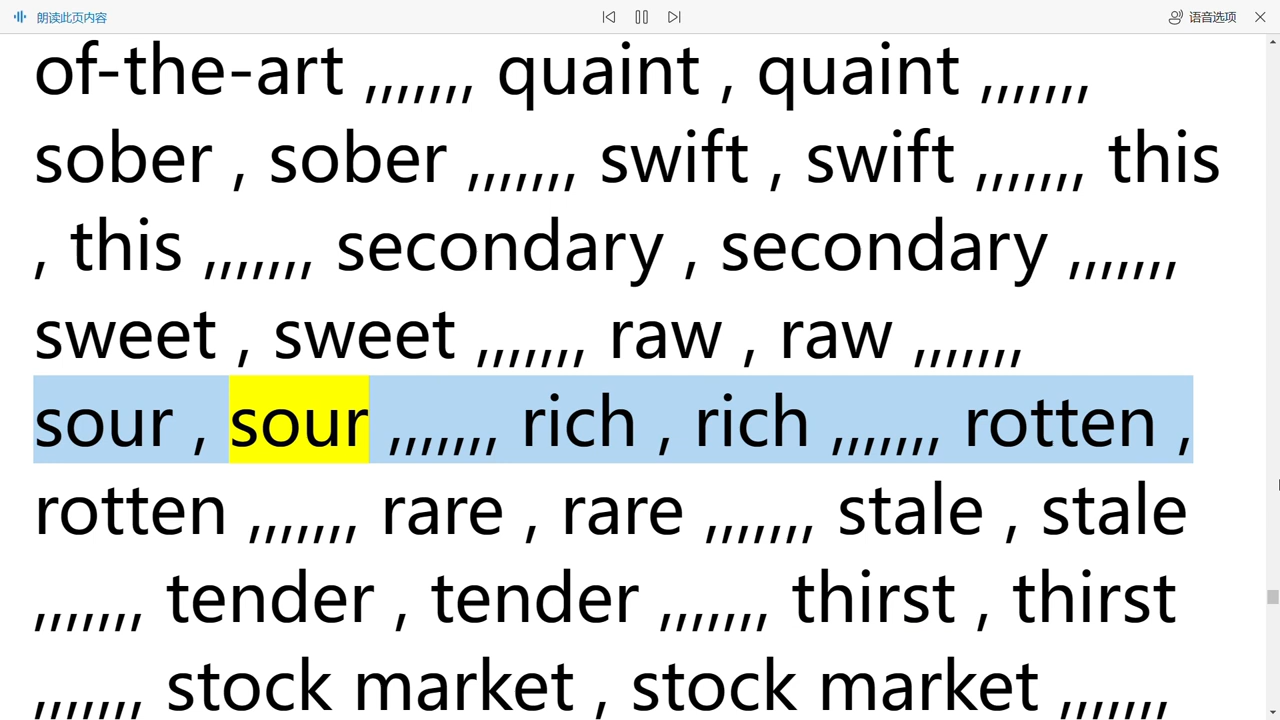 朗读此页内容
语音选项
of-the-art ,,,,,,, quaint , quaint ,,,,,,,
sober , sober ,,,,,,, swift , swift ,,,,,,, this
, this ,,,,,,, secondary , secondary ,,,,,,,
sweet , sweet ,,,,,,, raw , raw ,,,,,,,
sour , sour ,,,,,,, rich , rich ,,,,,,, rotten ,
rotten ,,,,,,, rare , rare ,,,,,,, stale , stale
,,,,,,, tender , tender ,,,,,,, thirst , thirst
,,,,,,, stock market , stock market ,,,,,,,